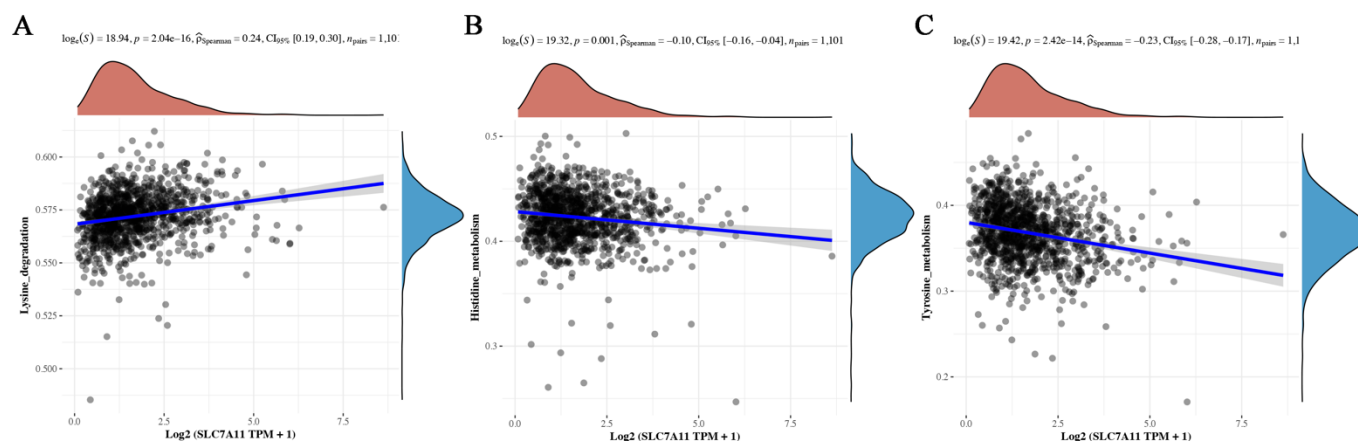 A
logₑ(S) = 18.94, p = 2.04e−16, ρ̂Spearman = 0.24, CI95% [0.19, 0.30], npairs = 1,10
Lysine_degradation
0.600
0.575
0.550
0.525
0.500
0.0
2.5
5.0
7.5
Log2 (SLC7A11 TPM + 1)
B
logₑ(S) = 19.32, p = 0.001, ρ̂Spearman = −0.10, CI95% [−0.16, −0.04], npairs = 1,101
Histidine_metabolism
0.5
0.4
0.3
0.0
2.5
5.0
7.5
Log2 (SLC7A11 TPM + 1)
C
logₑ(S) = 19.42, p = 2.42e−14, ρ̂Spearman = −0.23, CI95% [−0.28, −0.17], npairs = 1,1
Tyrosine_metabolism
0.4
0.3
0.2
0.0
2.5
5.0
7.5
Log2 (SLC7A11 TPM + 1)